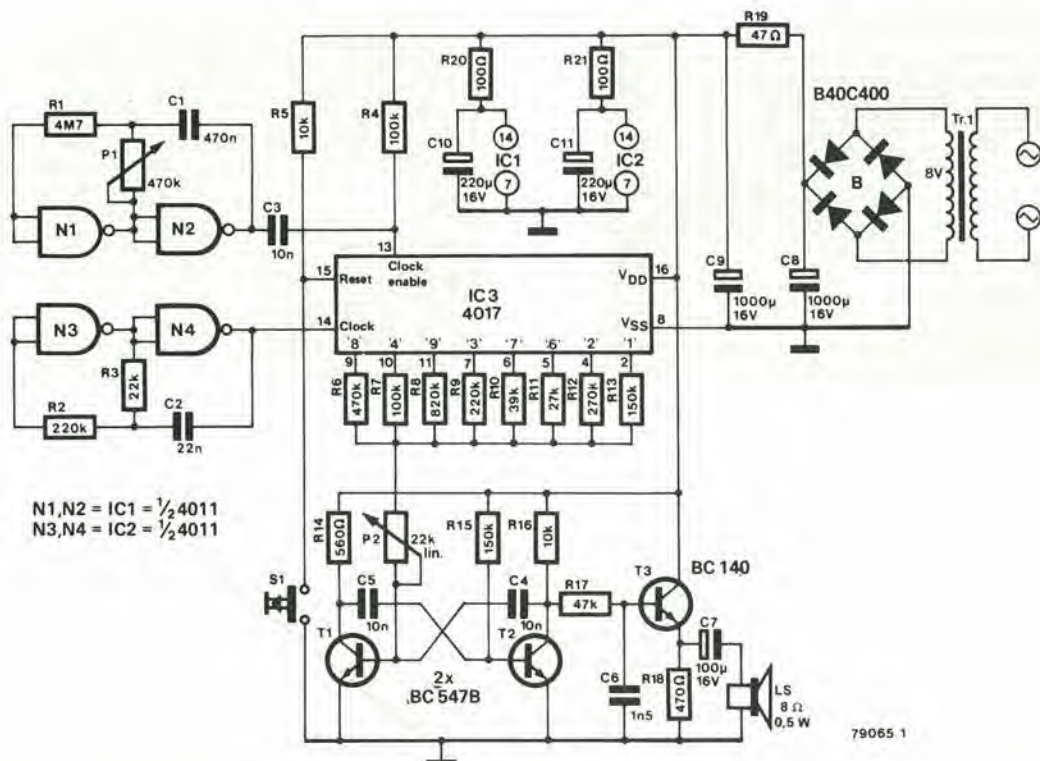 R19
47Ω
R20
100Ω
R21
100Ω
B40C400
R1
4M7
C1
470n
P1
470k
R5
10k
R4
100k
C10
220µ
16V
14
IC1
7
C11
220µ
16V
14
IC2
7
B
8V
Tr.1
N1
N2
C3
10n
13
15
Reset
Clock
enable
IC3
4017
VDD
16
VSS
8
C9
1000µ
16V
C8
1000µ
16V
N3
N4
14
Clock
'8'
'4'
'9'
'3'
'7'
'6'
'2'
'1'
9
10
11
7
6
5
4
2
R6
470k
R7
100k
R8
820k
R9
220k
R10
39k
R11
27k
R12
270k
R13
150k
R3
22k
R2
220k
C2
22n
N1,N2 = IC1 = ½ 4011
N3,N4 = IC2 = ½ 4011
R14
560Ω
P2
22k
lin.
R15
150k
R16
10k
S1
C5
10n
C4
10n
R17
47k
T3
BC 140
T1
T2
2x
BC 547B
C6
1n5
R18
470Ω
C7
100µ
16V
LS
8 Ω
0,5 W
79065 1